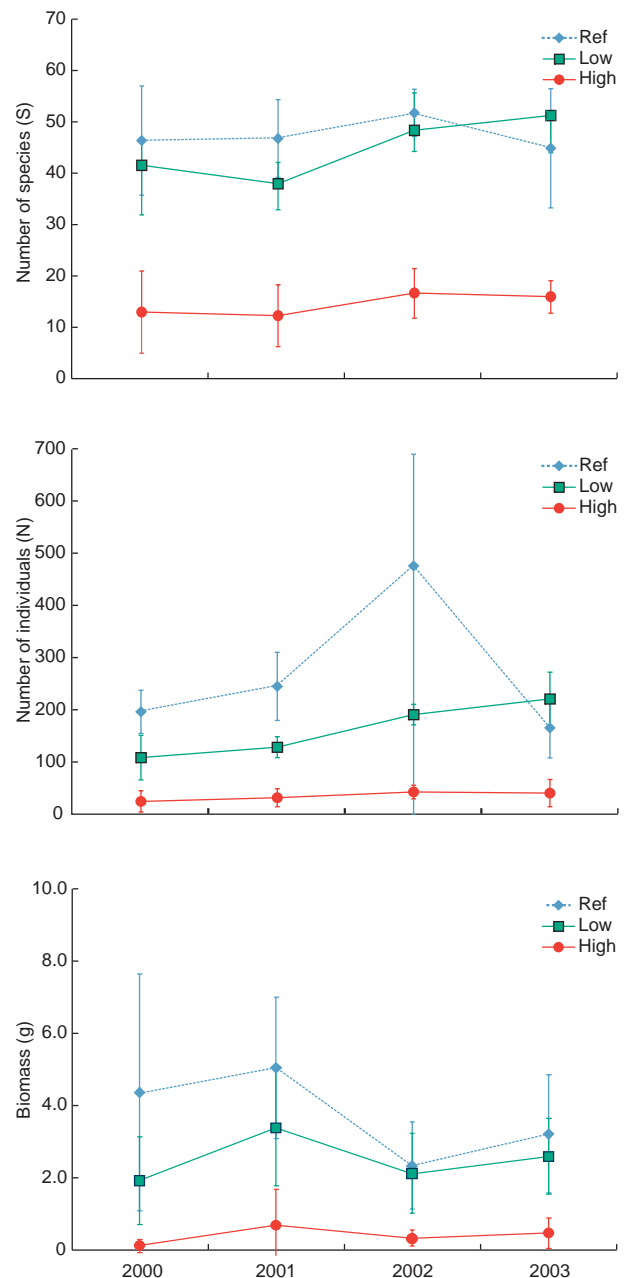 70
60
50
40
30
20
10
0
Number of species (S)
Ref
Low
High
700
600
500
400
300
200
100
0
Number of individuals (N)
Ref
Low
High
10.0
8.0
6.0
4.0
2.0
0
Biomass (g)
Ref
Low
High
2000 2001 2002 2003